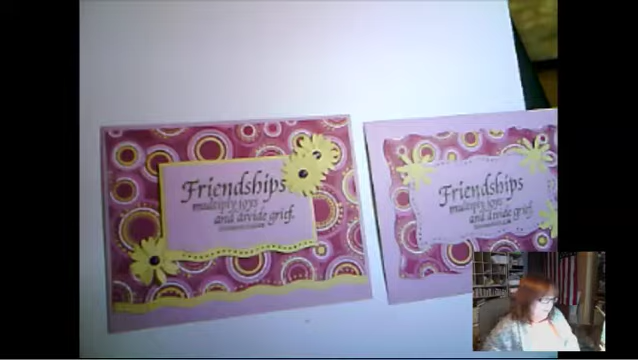 Friendships
multiply joys
and divide grief.
Friendships
multiply joys
and divide grief.